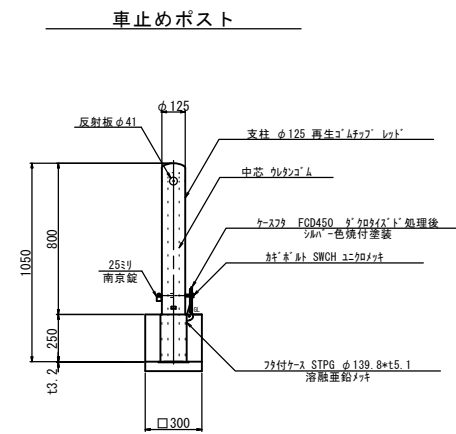 車止めポスト
φ125
反射板φ41
支柱 φ125 再生ゴムチップ レッド
中芯 ウレタンゴム
ケースフタ FCD450 ダクロタイズド処理後
シルバー色焼付塗装
カギボルト SWCH ユニクロメッキ
25ミリ
南京錠
1050
800
250
t3.2
フタ付ケース STPG φ139.8*t5.1
溶融亜鉛メッキ
□300